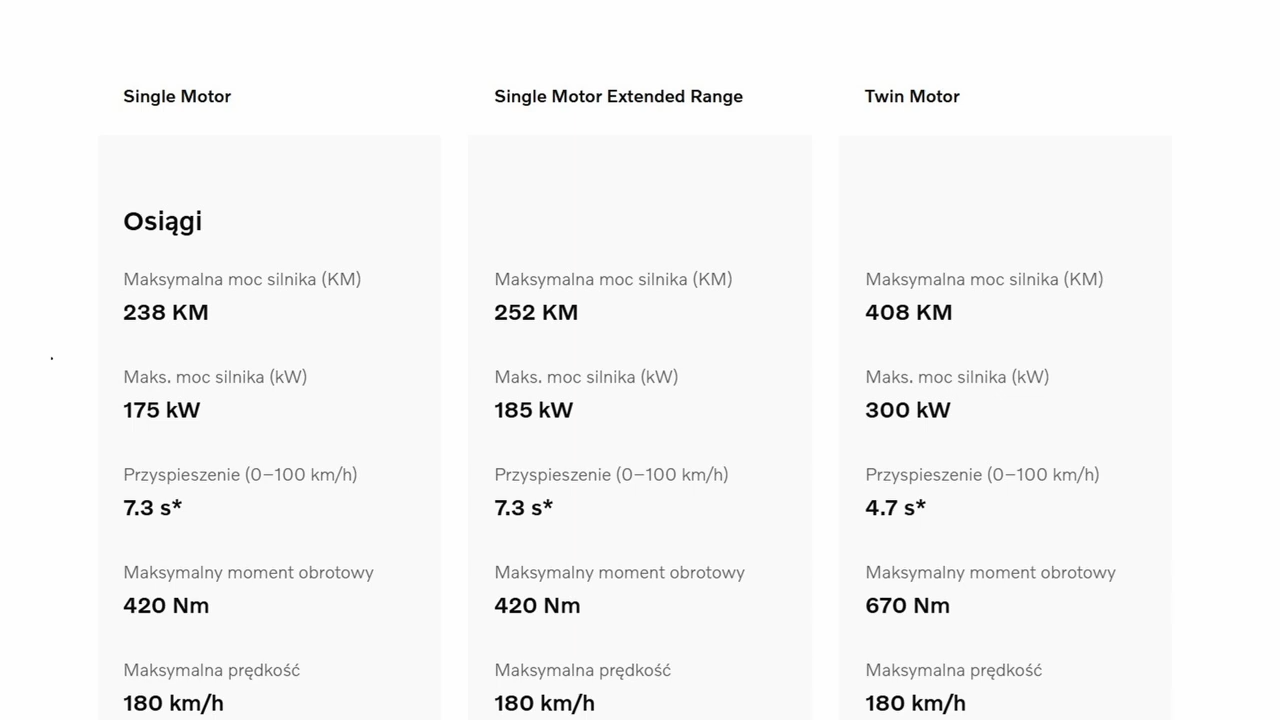 Single Motor
Single Motor Extended Range
Twin Motor
Osiągi
Maksymalna moc silnika (KM)
238 KM
Maks. moc silnika (kW)
175 kW
Przyspieszenie (0–100 km/h)
7.3 s*
Maksymalny moment obrotowy
420 Nm
Maksymalna prędkość
180 km/h
Maksymalna moc silnika (KM)
252 KM
Maks. moc silnika (kW)
185 kW
Przyspieszenie (0–100 km/h)
7.3 s*
Maksymalny moment obrotowy
420 Nm
Maksymalna prędkość
180 km/h
Maksymalna moc silnika (KM)
408 KM
Maks. moc silnika (kW)
300 kW
Przyspieszenie (0–100 km/h)
4.7 s*
Maksymalny moment obrotowy
670 Nm
Maksymalna prędkość
180 km/h